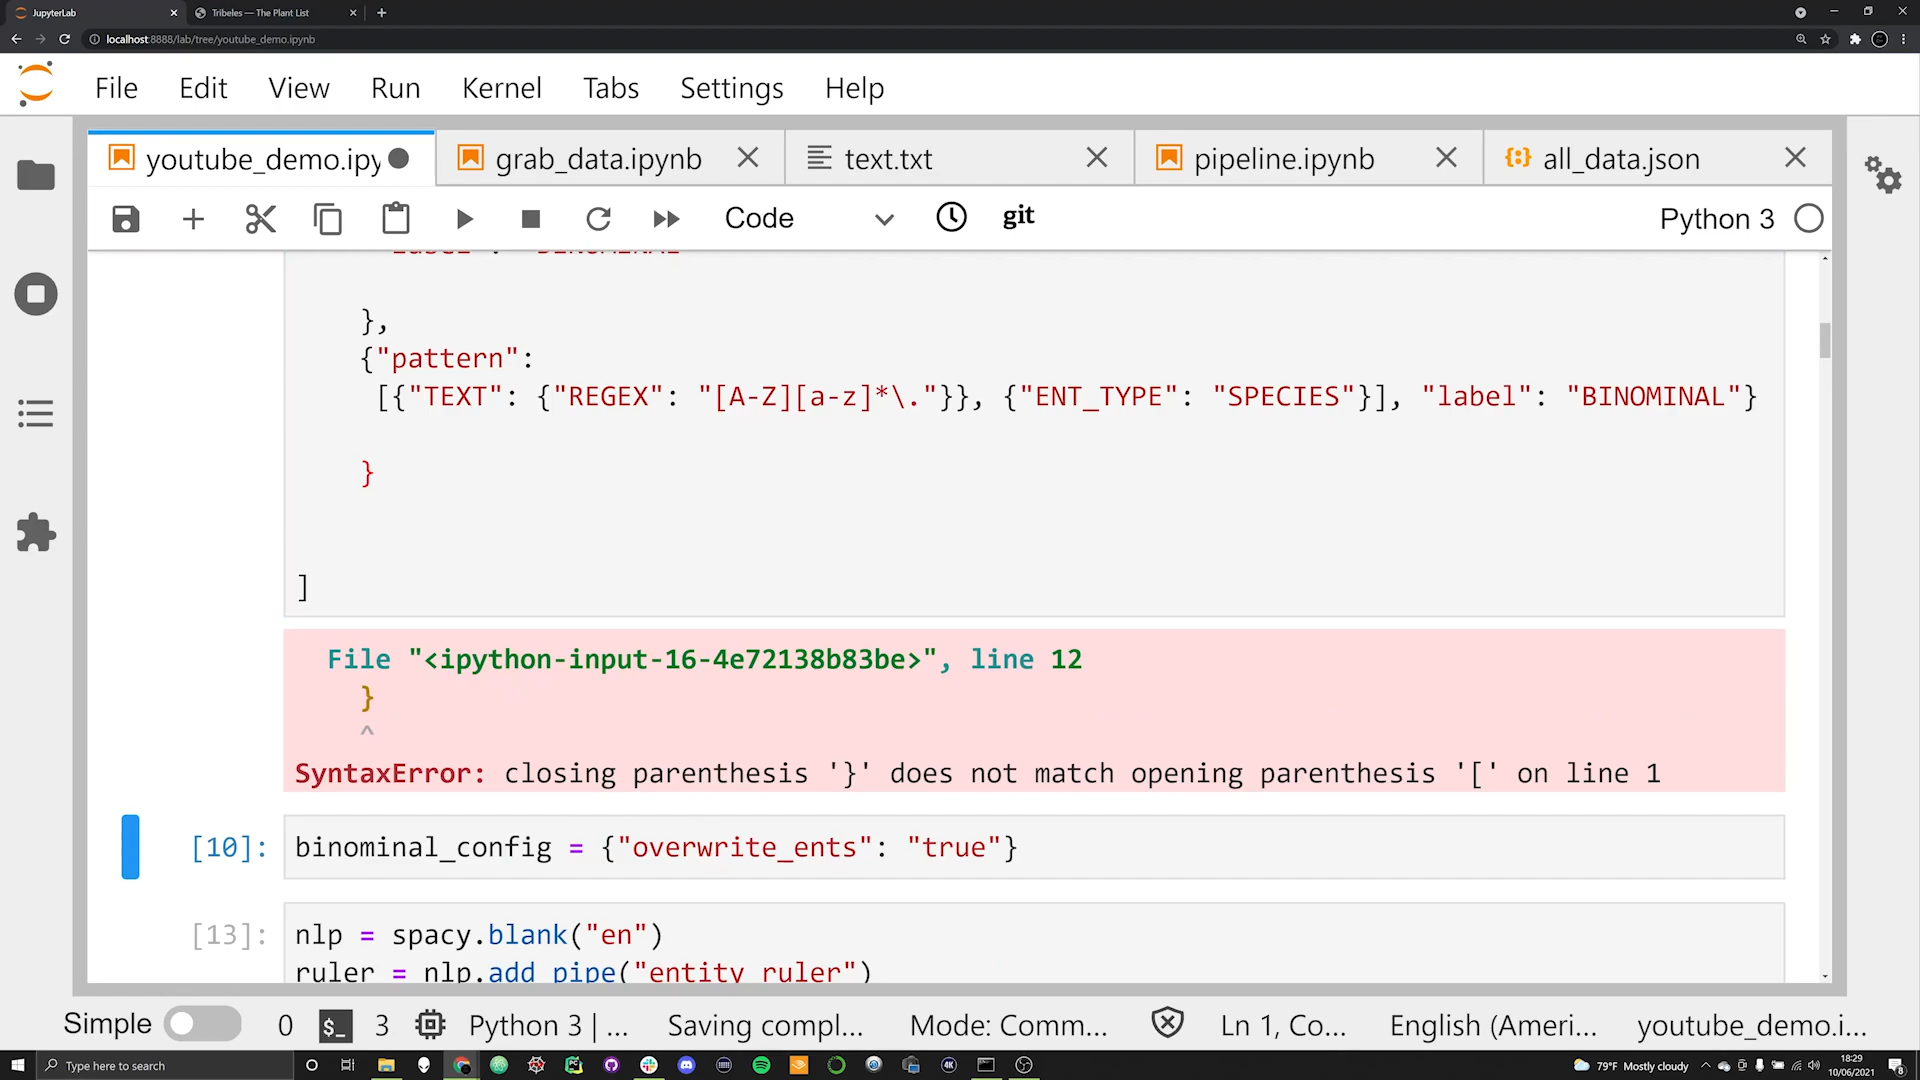 JupyterLab
Tribeles — The Plant List
localhost:8888/lab/tree/youtube_demo.ipynb
File Edit View Run Kernel Tabs Settings Help
youtube_demo.ipy
grab_data.ipynb
text.txt
pipeline.ipynb
all_data.json
Code
git
Python 3
},
{"pattern":
[{"TEXT": {"REGEX": "[A-Z][a-z]*\."}}, {"ENT_TYPE": "SPECIES"}], "label": "BINOMINAL"}
}
]
File "<ipython-input-16-4e72138b83be>", line 12
}
^
SyntaxError: closing parenthesis '}' does not match opening parenthesis '[' on line 1
[10]: binominal_config = {"overwrite_ents": "true"}
[13]: nlp = spacy.blank("en")
ruler = nlp.add_pipe("entity_ruler")
Simple 0 $_ 3 Python 3 | ... Saving compl... Mode: Comm... Ln 1, Co... English (Ameri... youtube_demo.i...
Type here to search
79°F Mostly cloudy
18:29
10/06/2021